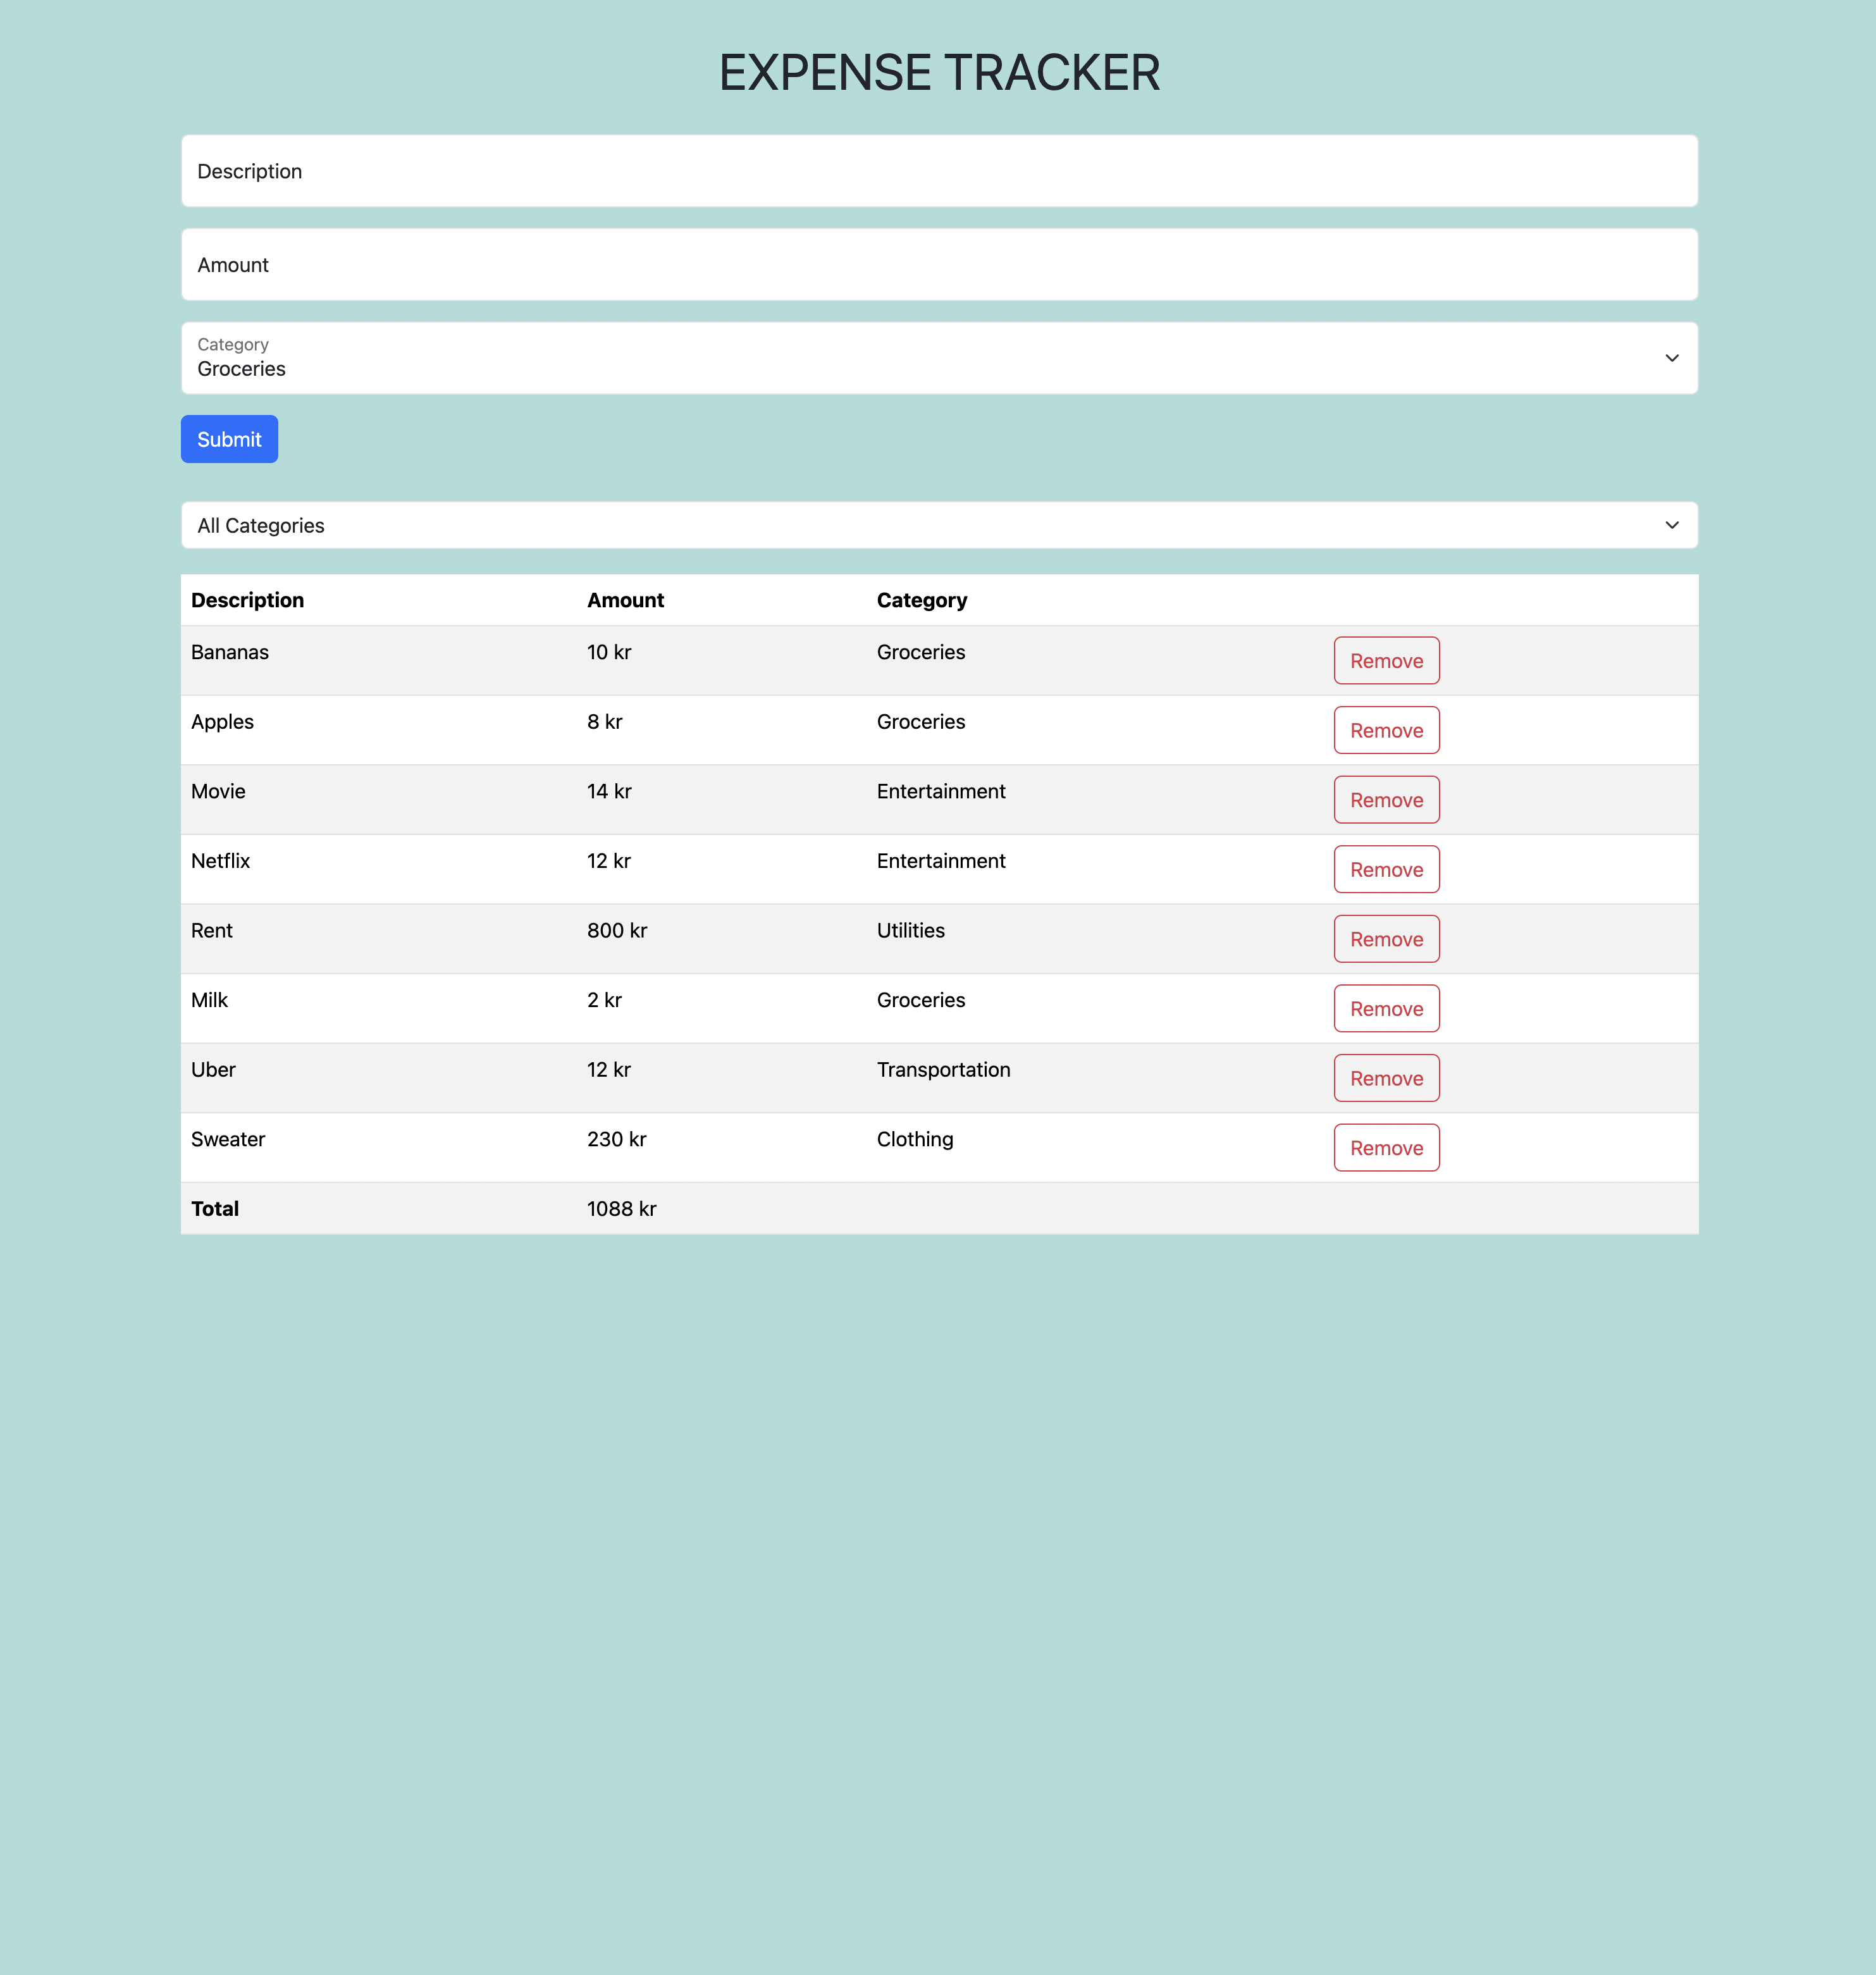 EXPENSE TRACKER
Description
Amount
Category
Groceries
Submit
All Categories
Description Amount Category
Bananas 10 kr Groceries Remove
Apples 8 kr Groceries Remove
Movie 14 kr Entertainment Remove
Netflix 12 kr Entertainment Remove
Rent 800 kr Utilities Remove
Milk 2 kr Groceries Remove
Uber 12 kr Transportation Remove
Sweater 230 kr Clothing Remove
Total 1088 kr